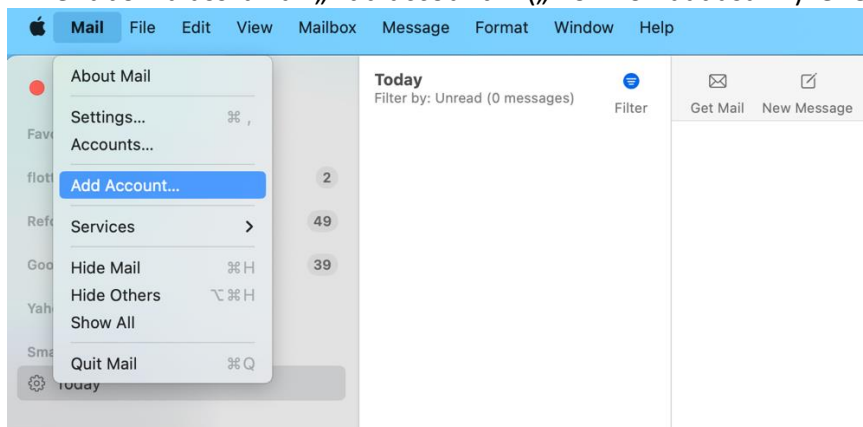 Mail File Edit View Mailbox Message Format Window Help
About Mail
Settings... ⌘ ,
Accounts...
Add Account...
Services >
Hide Mail ⌘ H
Hide Others ⌥ ⌘ H
Show All
Quit Mail ⌘ Q
2
49
39
Today
Today
Filter by: Unread (0 messages)
Filter
Get Mail New Message